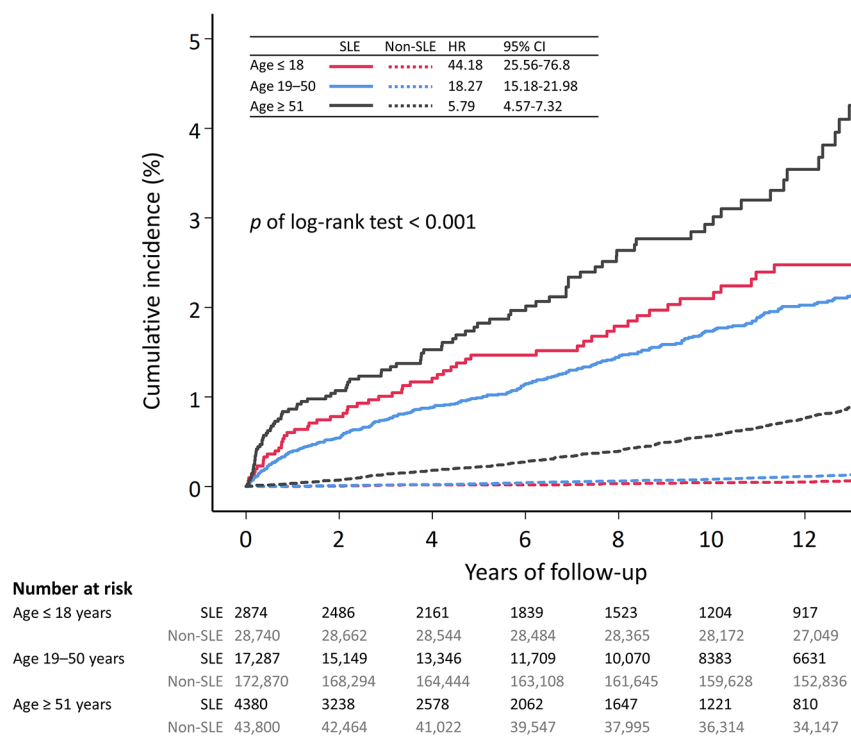 SLE Non-SLE HR 95% CI
Age ≤ 18 44.18 25.56-76.8
Age 19–50 18.27 15.18-21.98
Age ≥ 51 5.79 4.57-7.32
p of log-rank test < 0.001
Cumulative incidence (%)
5
4
3
2
1
0
0 2 4 6 8 10 12
Years of follow-up
Number at risk
Age ≤ 18 years SLE 2874 2486 2161 1839 1523 1204 917
Non-SLE 28,740 28,662 28,544 28,484 28,365 28,172 27,049
Age 19–50 years SLE 17,287 15,149 13,346 11,709 10,070 8383 6631
Non-SLE 172,870 168,294 164,444 163,108 161,645 159,628 152,836
Age ≥ 51 years SLE 4380 3238 2578 2062 1647 1221 810
Non-SLE 43,800 42,464 41,022 39,547 37,995 36,314 34,147